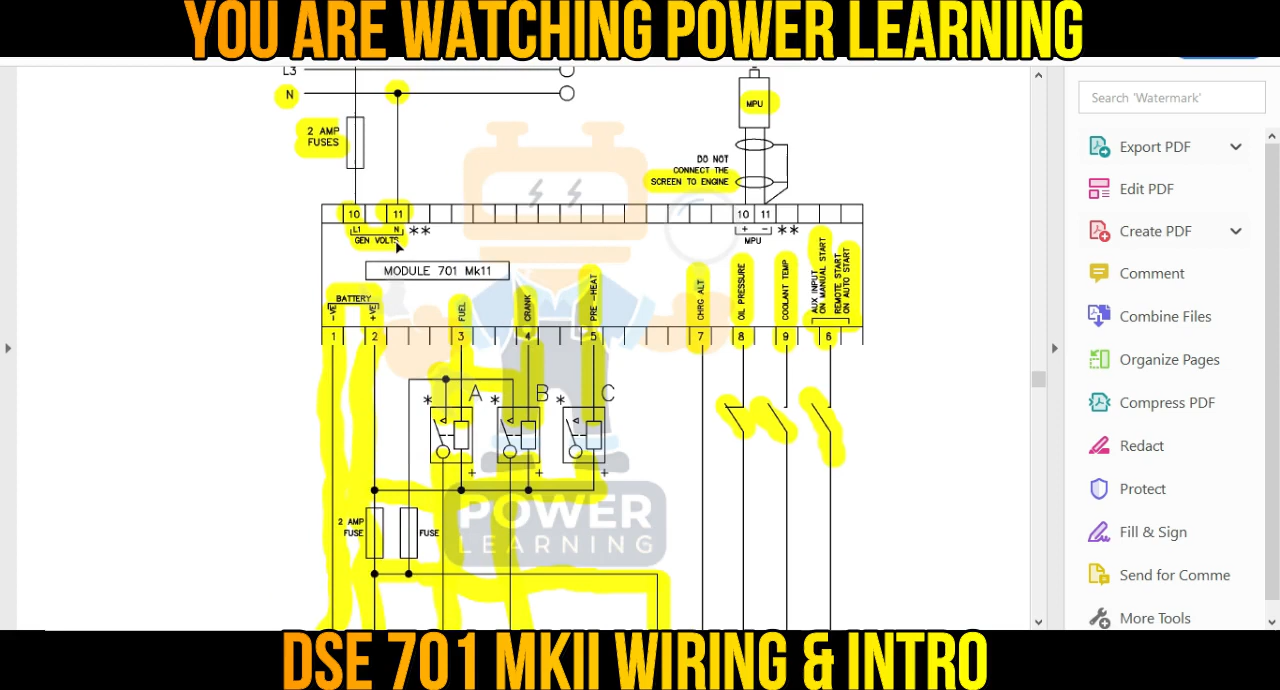 YOU ARE WATCHING POWER LEARNING
L3
N
2 AMP
FUSES
MPU
DO NOT
CONNECT THE
SCREEN TO ENGINE
10 11 10 11
L1 N ** + - **
GEN VOLTS MPU
MODULE 701 Mk11
BATTERY
-VE +VE
FUEL
CRANK
PRE-HEAT
CHRG ALT
OIL PRESSURE
COOLANT TEMP
AUX INPUT
ON MANUAL START
REMOTE START
ON AUTO START
1 2 3 4 5 7 8 9 6
* A * B * C
+ + +
2 AMP
FUSE
FUSE
POWER
LEARNING
Search 'Watermark'
Export PDF
Edit PDF
Create PDF
Comment
Combine Files
Organize Pages
Compress PDF
Redact
Protect
Fill & Sign
Send for Comme
More Tools
DSE 701 MKII WIRING & INTRO